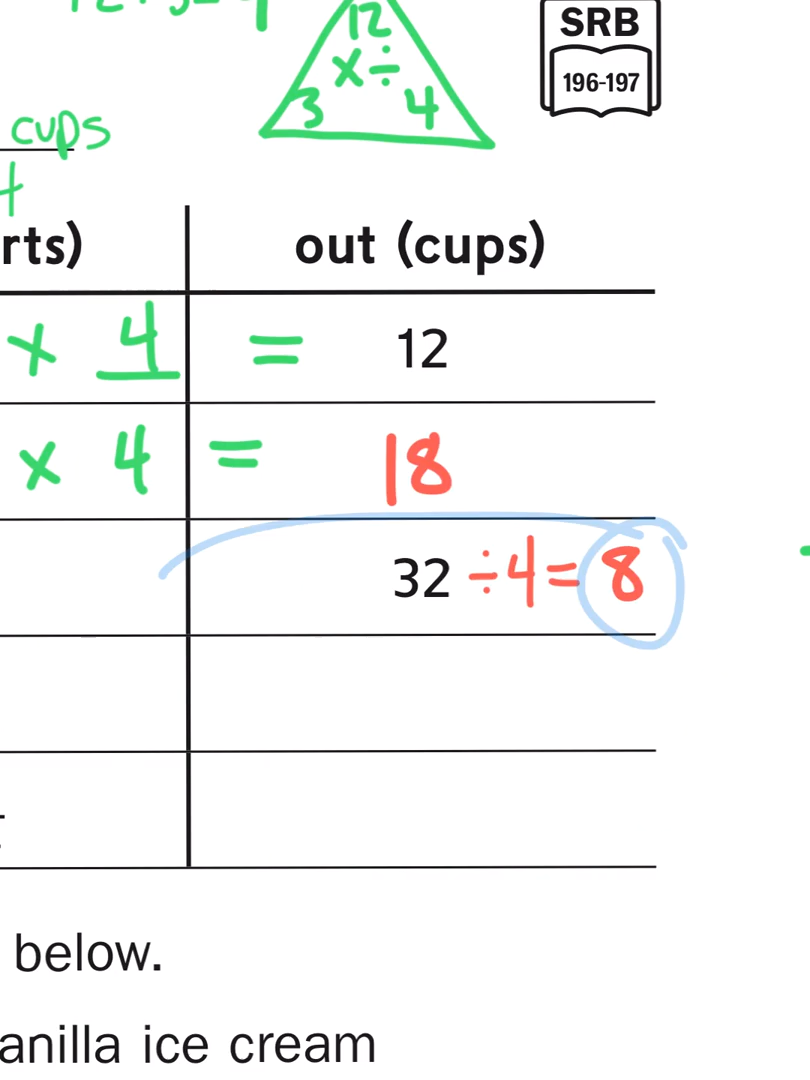 12
SRB
x ÷
196-197
3 4
cups
rts) out (cups)
x 4 = 12
x 4 = 18
32 ÷4= 8
below.
anilla ice cream